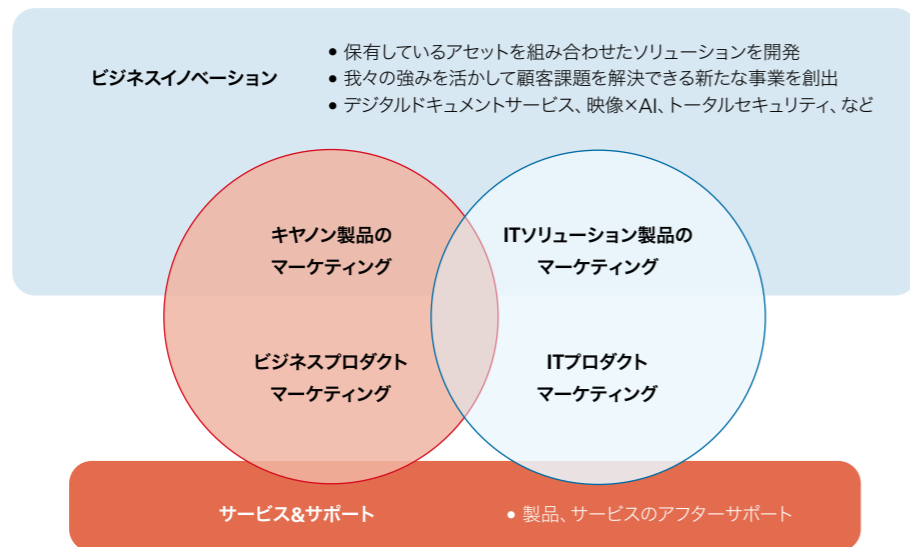 ビジネスイノベーション
• 保有しているアセットを組み合わせたソリューションを開発
• 我々の強みを活かして顧客課題を解決できる新たな事業を創出
• デジタルドキュメントサービス、映像×AI、トータルセキュリティ、など
キヤノン製品の
マーケティング
ITソリューション製品の
マーケティング
ビジネスプロダクト
マーケティング
ITプロダクト
マーケティング
サービス&サポート
• 製品、サービスのアフターサポート